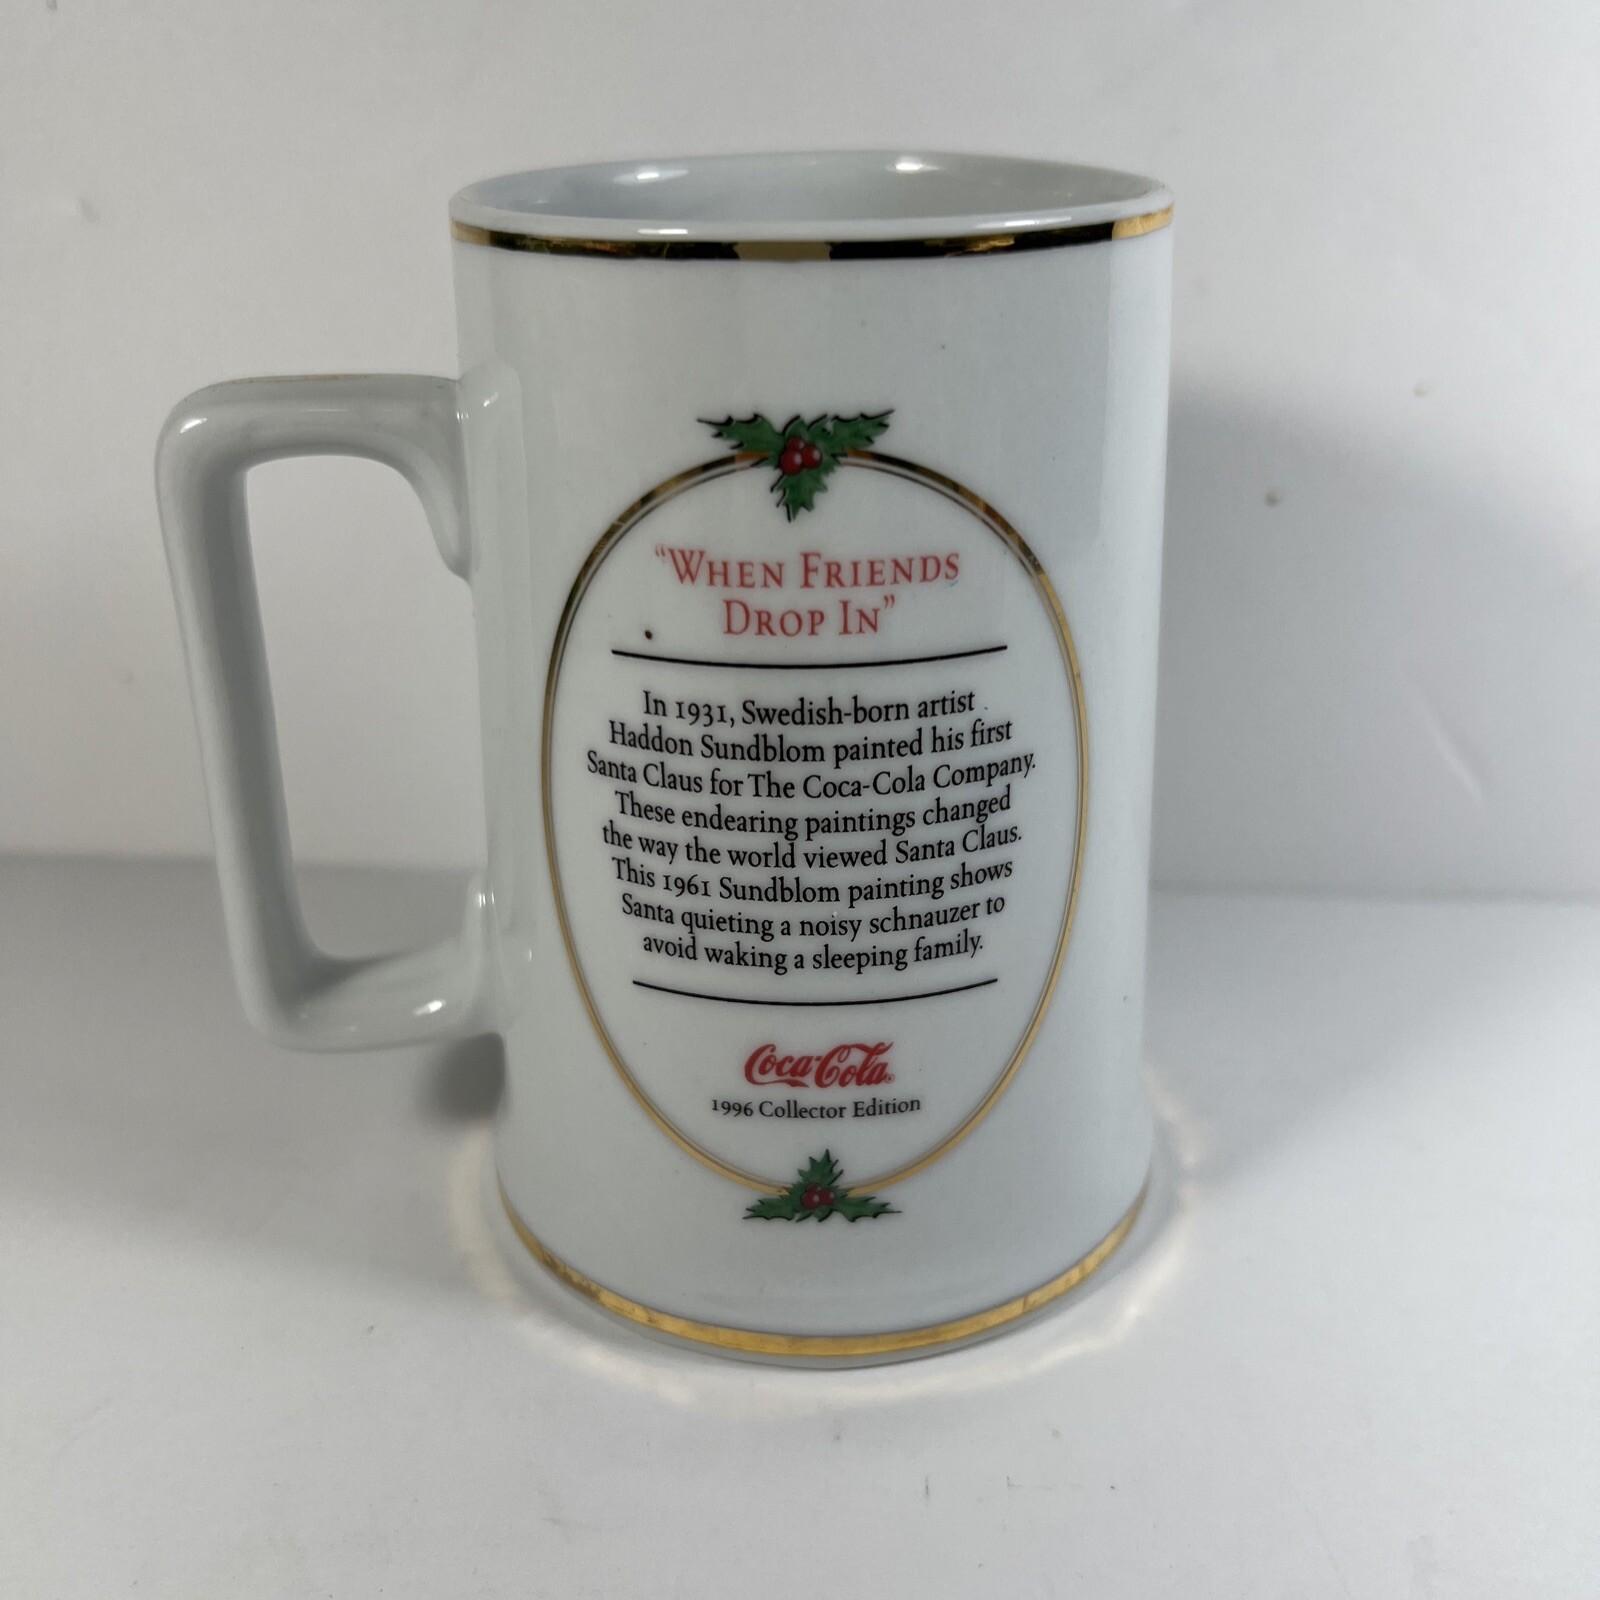 “WHEN FRIENDS
DROP IN”
In 1931, Swedish-born artist
Haddon Sundblom painted his first
Santa Claus for The Coca-Cola Company.
These endearing paintings changed
the way the world viewed Santa Claus.
This 1961 Sundblom painting shows
Santa quieting a noisy schnauzer to
avoid waking a sleeping family.
Coca-Cola®
1996 Collector Edition